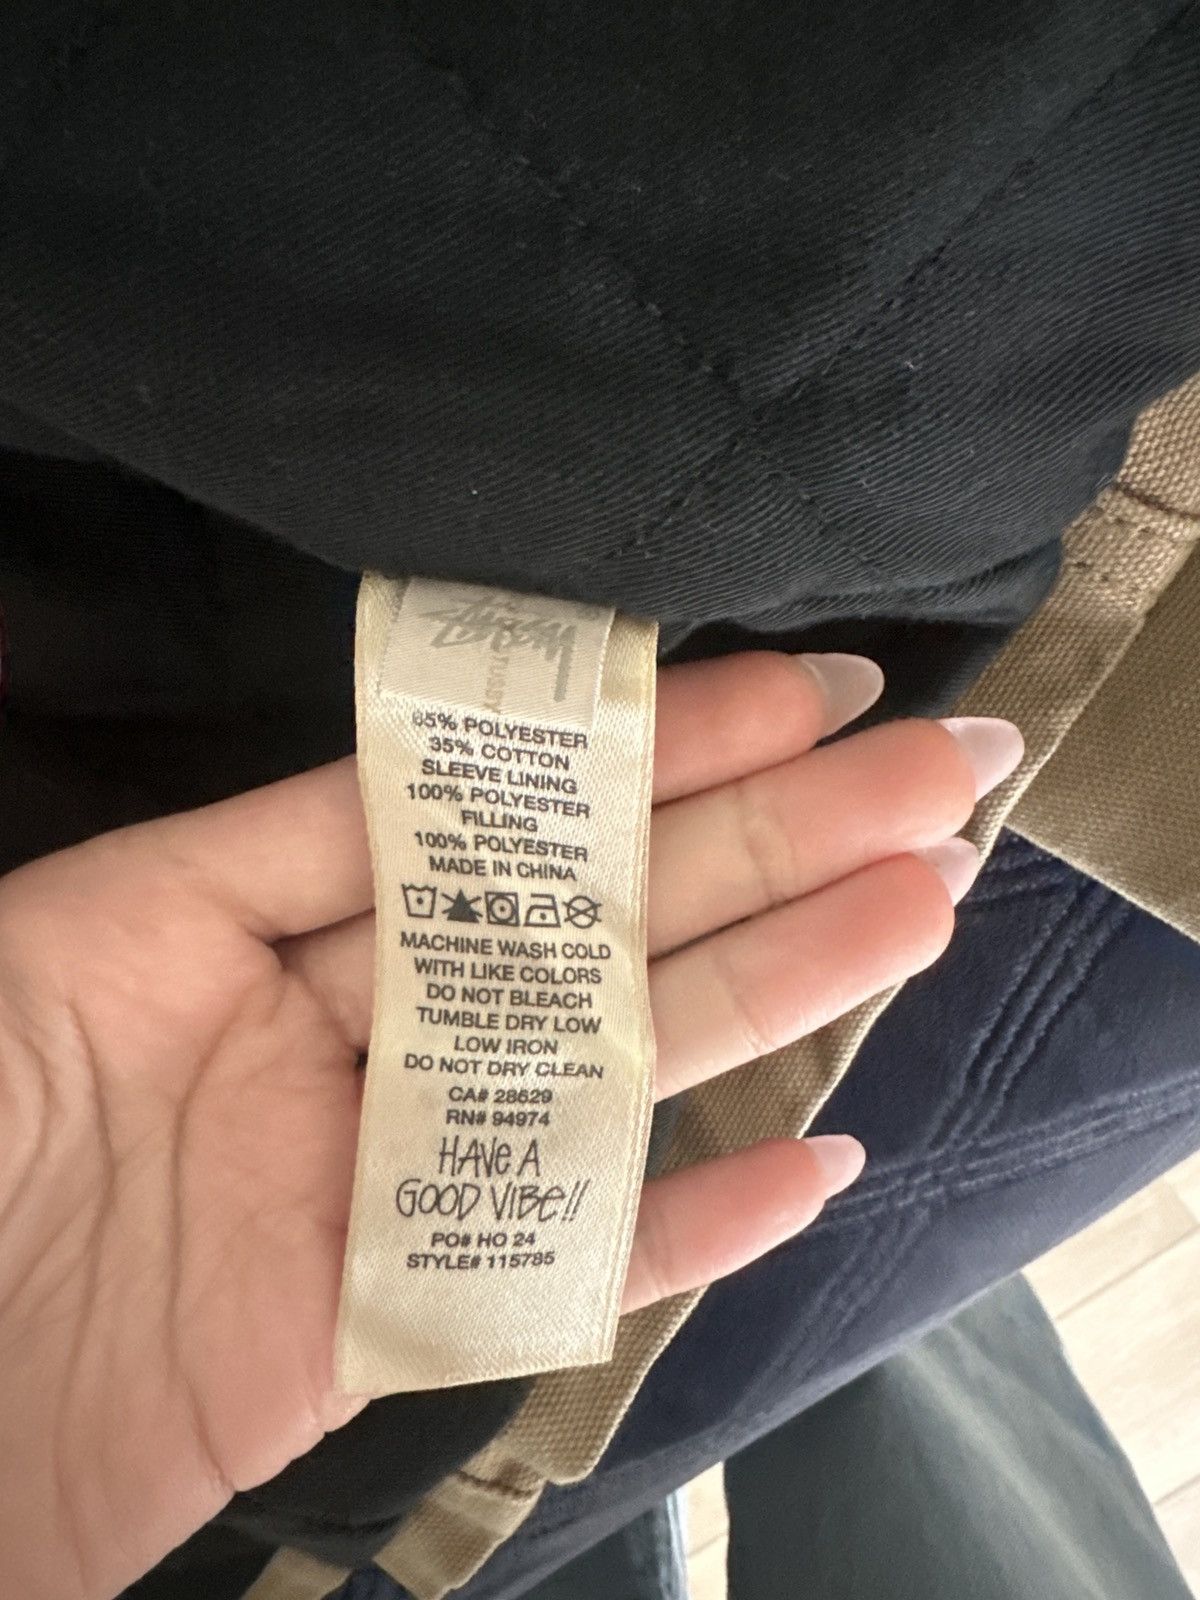 Stüssy
65% POLYESTER
35% COTTON
SLEEVE LINING
100% POLYESTER
FILLING
100% POLYESTER
MADE IN CHINA
MACHINE WASH COLD
WITH LIKE COLORS
DO NOT BLEACH
TUMBLE DRY LOW
LOW IRON
DO NOT DRY CLEAN
CA# 28629
RN# 94974
HAVE A
GOOD VIBE!!
PO# HO 24
STYLE# 115785